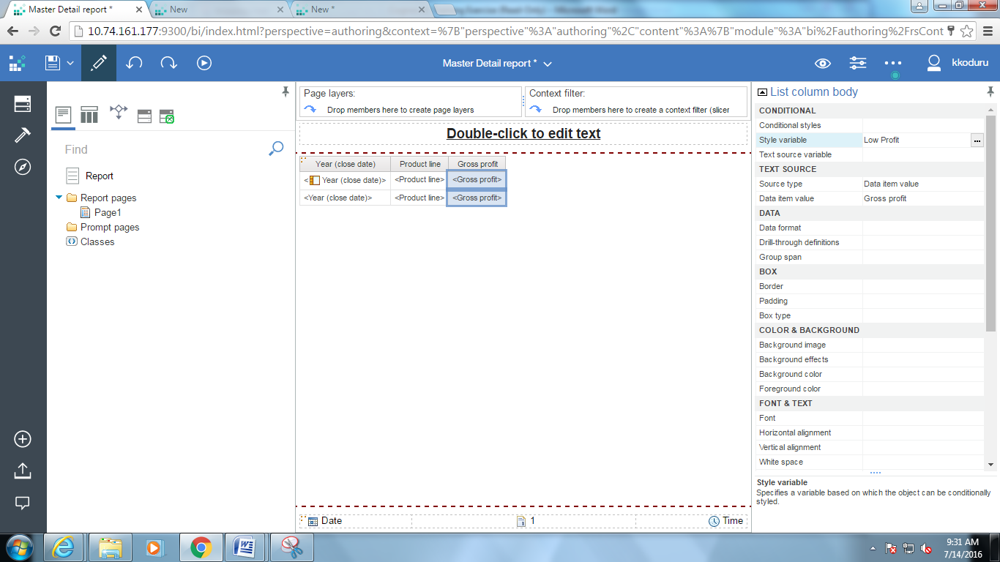 Master Detail report *
New
New *
10.74.161.177:9300/bi/index.html?perspective=authoring&context=%7B"perspective"%3A"authoring"%2C"content"%3A%7B"module"%3A"bi%2Fauthoring%2FrsCont
Master Detail report *
kkoduru
Find
Report
Report pages
Page1
Prompt pages
Classes
Page layers:
Drop members here to create page layers
Context filter:
Drop members here to create a context filter (slicer
Double-click to edit text
Year (close date) Product line Gross profit
< Year (close date)> <Product line> <Gross profit>
<Year (close date)> <Product line> <Gross profit>
Date
1
Time
List column body
CONDITIONAL
Conditional styles
Style variable Low Profit ...
Text source variable
TEXT SOURCE
Source type Data item value
Data item value Gross profit
DATA
Data format
Drill-through definitions
Group span
BOX
Border
Padding
Box type
COLOR & BACKGROUND
Background image
Background effects
Background color
Foreground color
FONT & TEXT
Font
Horizontal alignment
Vertical alignment
White space
Style variable
Specifies a variable based on which the object can be conditionally
styled.
9:31 AM
7/14/2016